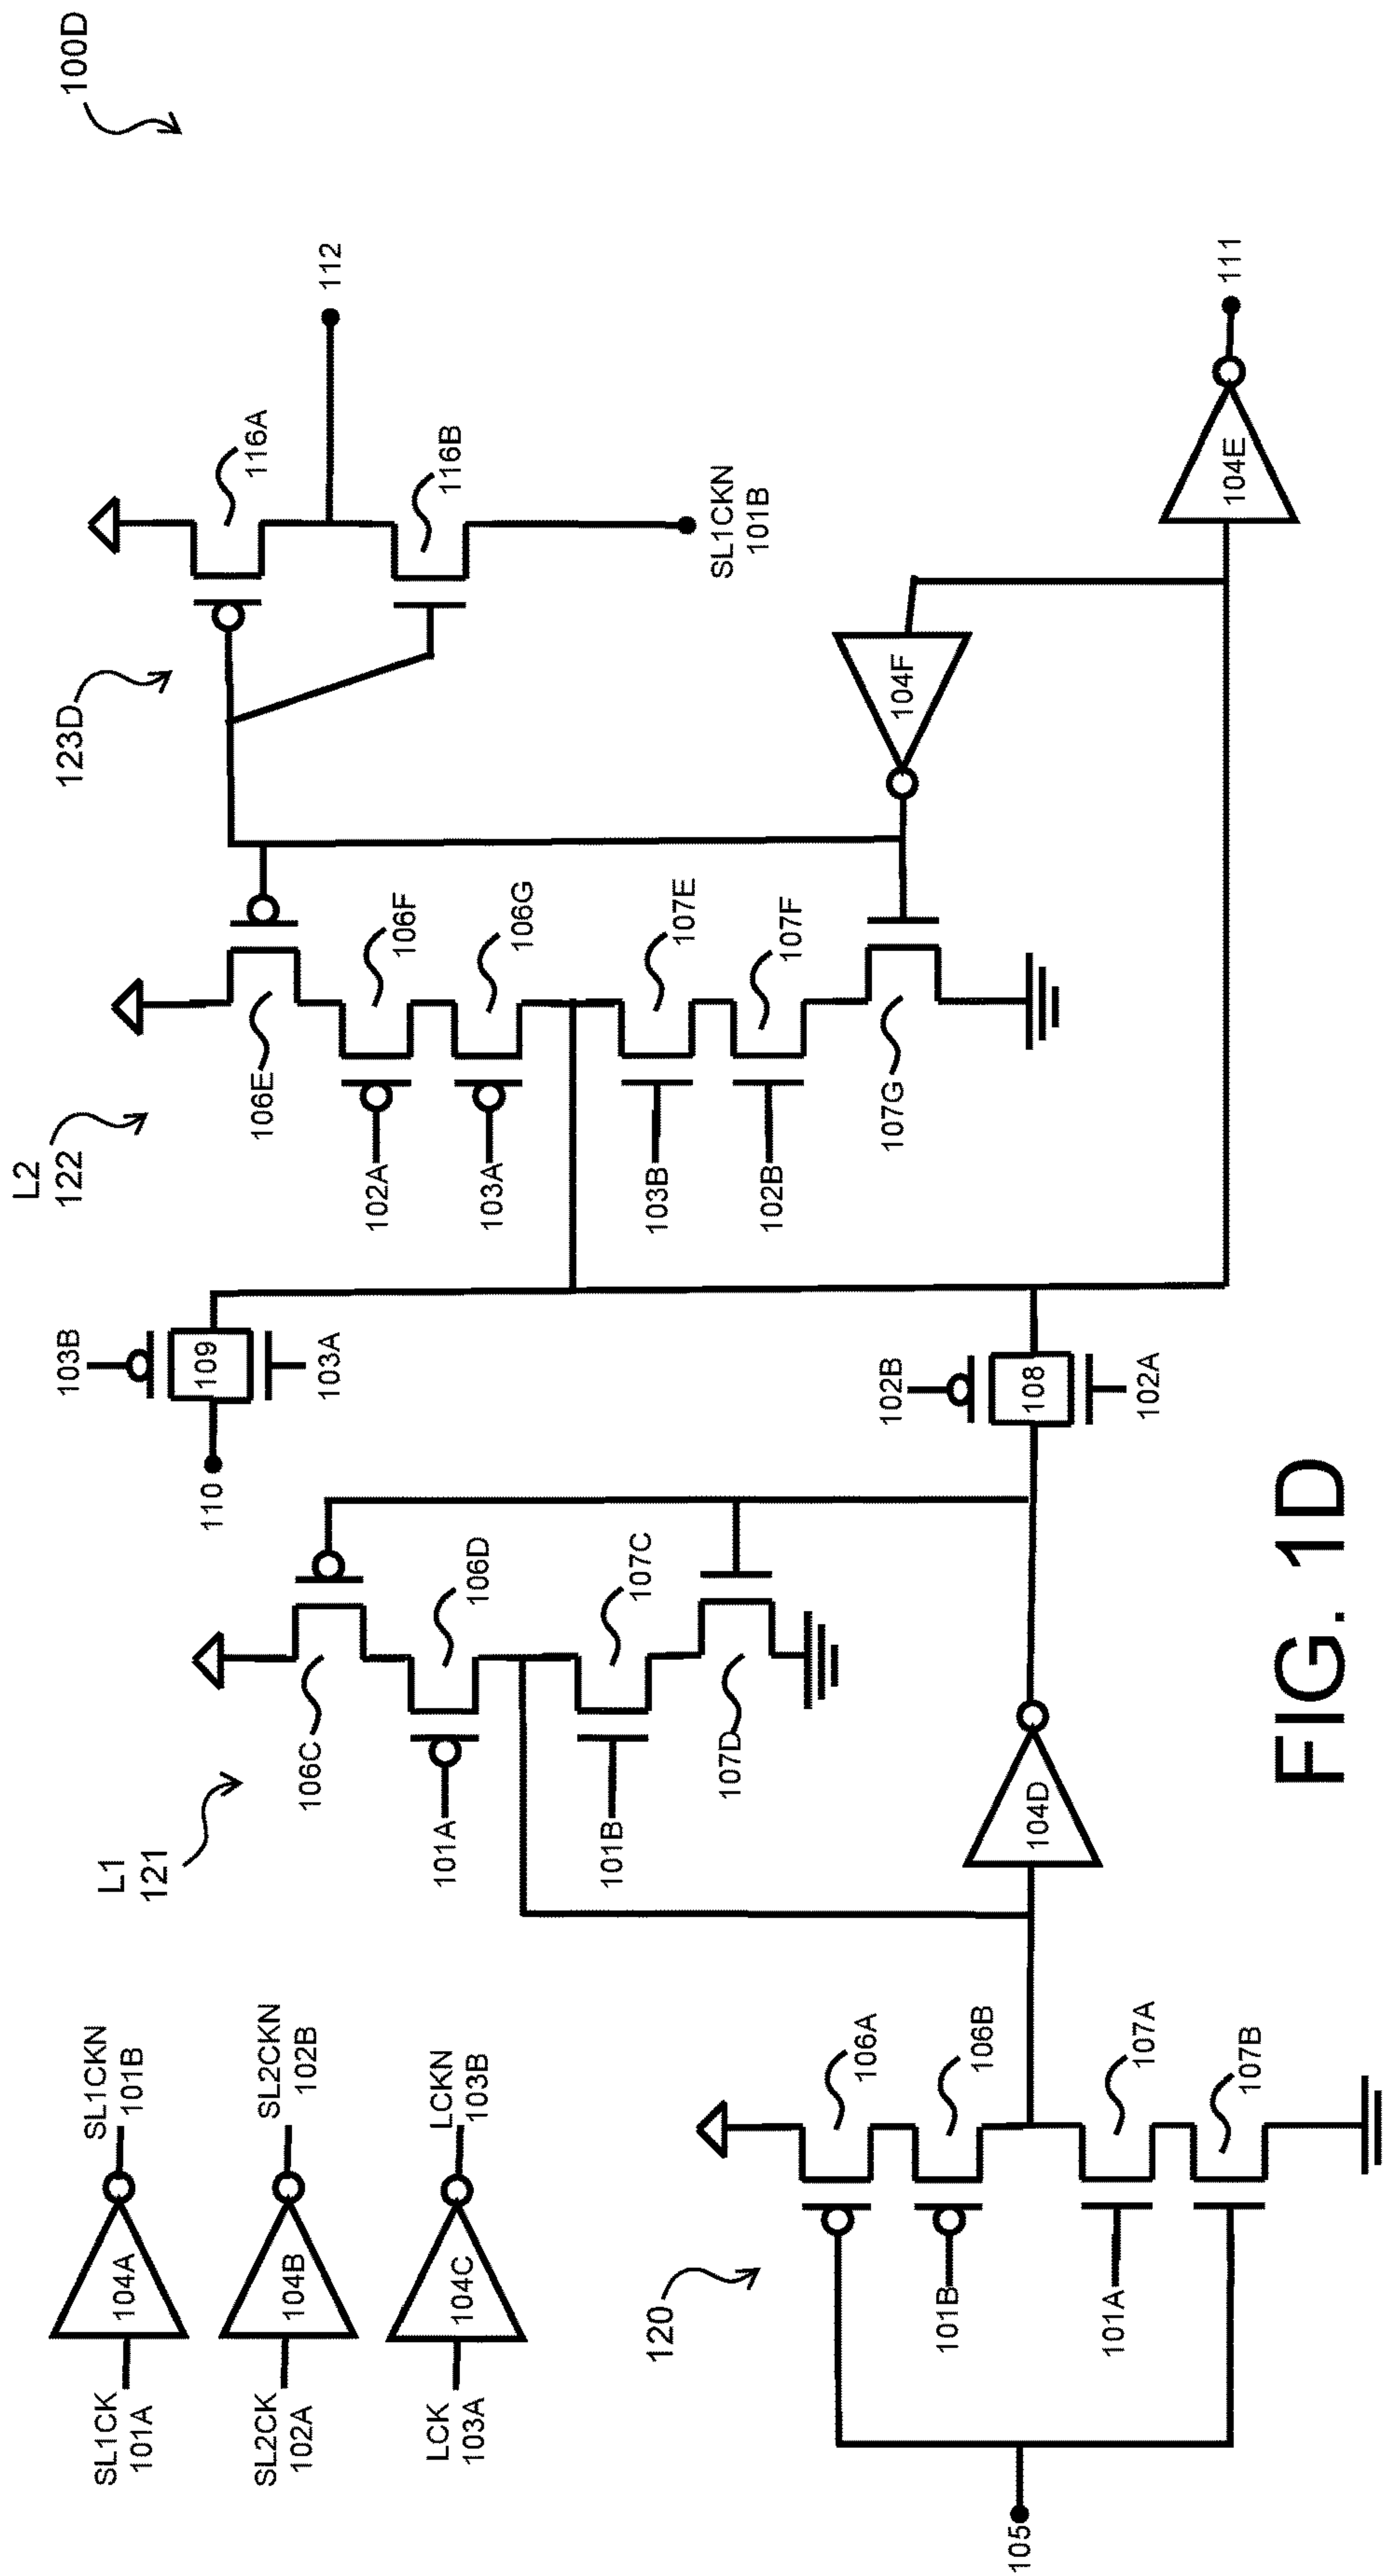 100D
SL1CK
101A
104A
SL1CKN
101B
SL2CK
102A
104B
SL2CKN
102B
LCK
103A
104C
LCKN
103B
L1
121
106C
101A
106D
101B
107C
107D
110
103B
109
103A
L2
122
106E
102A
106F
103A
106G
103B
107E
102B
107F
107G
123D
116A
112
116B
SL1CKN
101B
104F
120
106A
101B
106B
101A
107A
107B
105
104D
102B
108
102A
104E
111
FIG. 1D